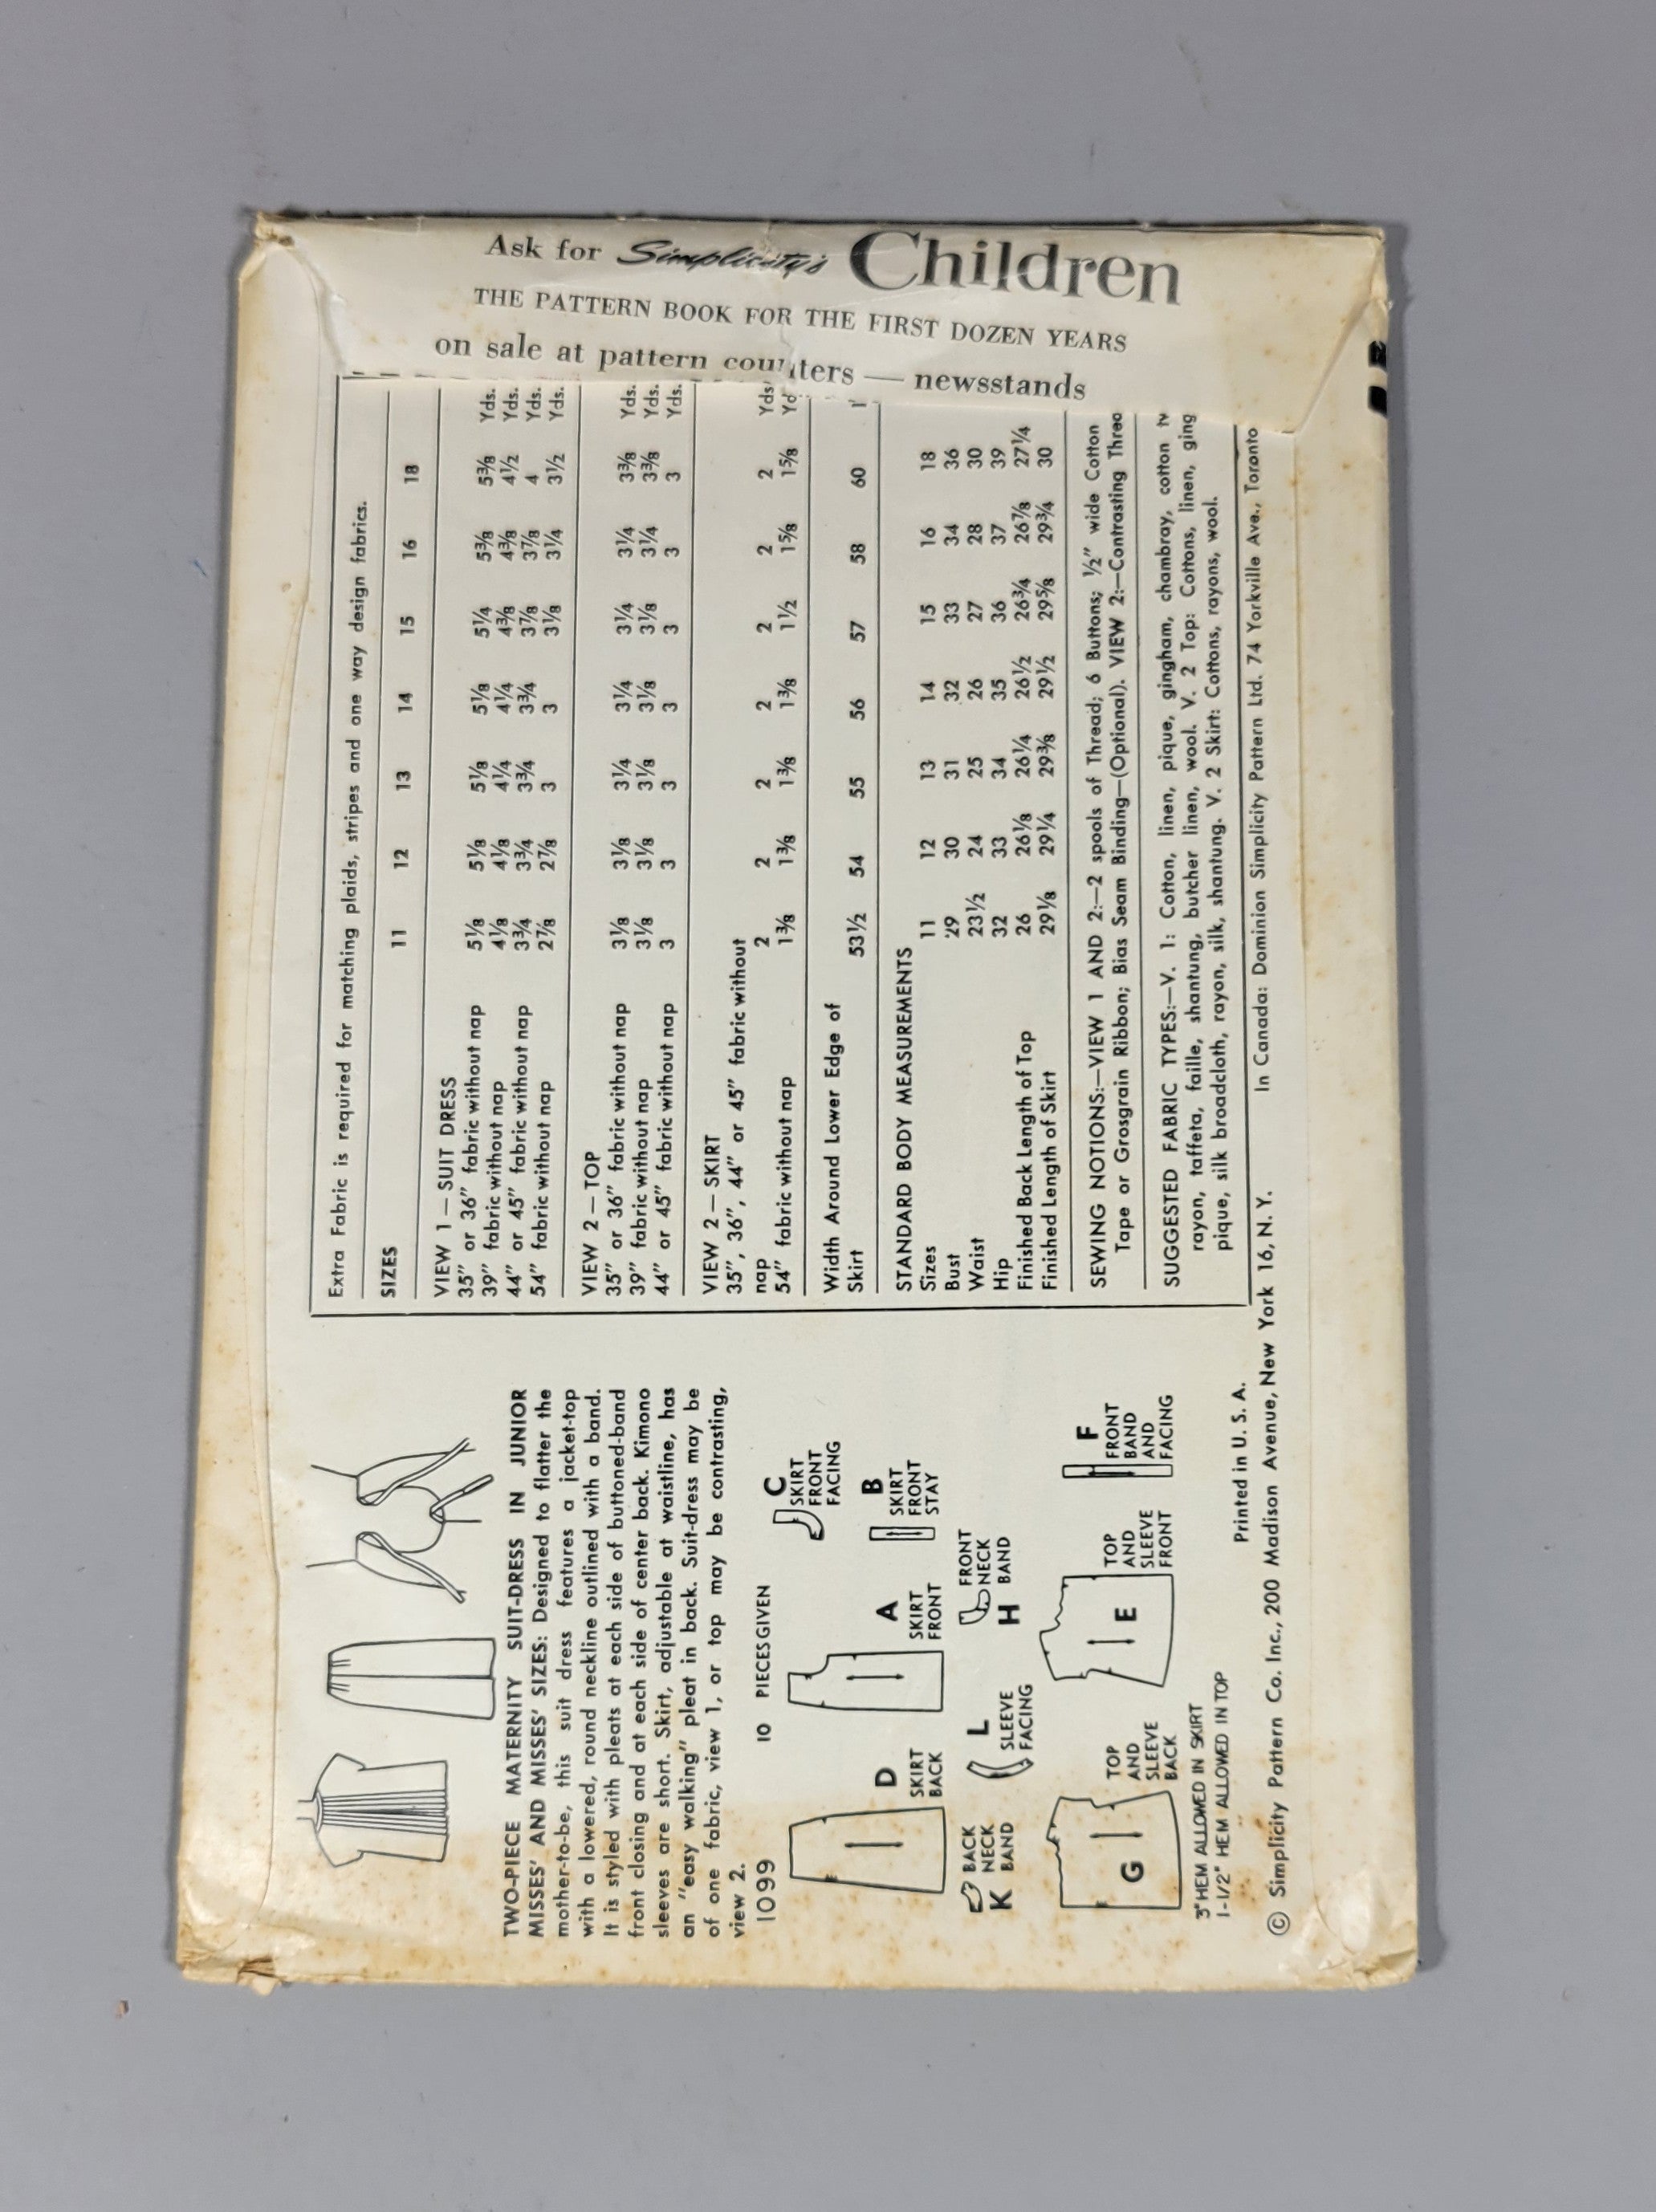 Ask for Simplicity's Children
THE PATTERN BOOK FOR THE FIRST DOZEN YEARS
on sale at pattern counters — newsstands
TWO-PIECE MATERNITY SUIT-DRESS IN JUNIOR
MISSES' AND MISSES' SIZES: Designed to flatter the
mother-to-be, this suit dress features a jacket-top
with a lowered, round neckline outlined with a band.
It is styled with pleats at each side of buttoned-band
front closing and at each side of center back. Kimono
sleeves are short. Skirt, adjustable at waistline, has
an "easy walking" pleat in back. Suit-dress may be
of one fabric, view 1, or top may be contrasting,
view 2.
1099 10 PIECES GIVEN
D
SKIRT
BACK
A
SKIRT
FRONT
C
SKIRT
FRONT
FACING
B
SKIRT
FRONT
STAY
K
BACK
NECK
BAND
L
SLEEVE
FACING
H
FRONT
NECK
BAND
G
TOP
AND
SLEEVE
BACK
E
TOP
AND
SLEEVE
FRONT
F
FRONT
BAND
AND
FACING
3" HEM ALLOWED IN SKIRT
1-1/2" HEM ALLOWED IN TOP
Printed in U. S. A.
Extra Fabric is required for matching plaids, stripes and one way design fabrics.
SIZES 11 12 13 14 15 16 18
VIEW 1 — SUIT DRESS
35" or 36" fabric without nap 5⅛ 5⅛ 5⅛ 5⅛ 5¼ 5⅜ 5⅜ Yds.
39" fabric without nap 4⅛ 4⅛ 4¼ 4¼ 4⅜ 4⅜ 4½ Yds.
44" or 45" fabric without nap 3¾ 3¾ 3¾ 3¾ 3⅞ 3⅞ 4 Yds.
54" fabric without nap 2⅞ 2⅞ 3 3 3⅛ 3¼ 3½ Yds.
VIEW 2 — TOP
35" or 36" fabric without nap 3⅛ 3⅛ 3¼ 3¼ 3¼ 3¼ 3⅜ Yds.
39" fabric without nap 3⅛ 3⅛ 3⅛ 3⅛ 3⅛ 3¼ 3⅜ Yds.
44" or 45" fabric without nap 3 3 3 3 3 3 3 Yds.
VIEW 2 — SKIRT
35", 36", 44" or 45" fabric without
nap 2 2 2 2 2 2 2 Yds
54" fabric without nap 1⅜ 1⅜ 1⅜ 1⅜ 1½ 1⅝ 1⅝ Yd
Width Around Lower Edge of
Skirt 53½ 54 55 56 57 58 60
STANDARD BODY MEASUREMENTS
Sizes 11 12 13 14 15 16 18
Bust 29 30 31 32 33 34 36
Waist 23½ 24 25 26 27 28 30
Hip 32 33 34 35 36 37 39
Finished Back Length of Top 26 26⅛ 26¼ 26½ 26¾ 26⅞ 27¼
Finished Length of Skirt 29⅛ 29¼ 29⅜ 29½ 29⅝ 29¾ 30
SEWING NOTIONS:—VIEW 1 AND 2:—2 spools of Thread; 6 Buttons; ½" wide Cotton
Tape or Grosgrain Ribbon; Bias Seam Binding—(Optional). VIEW 2:—Contrasting Threa
SUGGESTED FABRIC TYPES:—V. 1: Cotton, linen, pique, gingham, chambray, cotton
rayon, taffeta, faille, shantung, butcher linen, wool. V. 2 Top: Cottons, linen, ging
pique, silk broadcloth, rayon, silk, shantung. V. 2 Skirt: Cottons, rayons, wool.
© Simplicity Pattern Co. Inc., 200 Madison Avenue, New York 16, N. Y. In Canada: Dominion Simplicity Pattern Ltd. 74 Yorkville Ave., Toronto